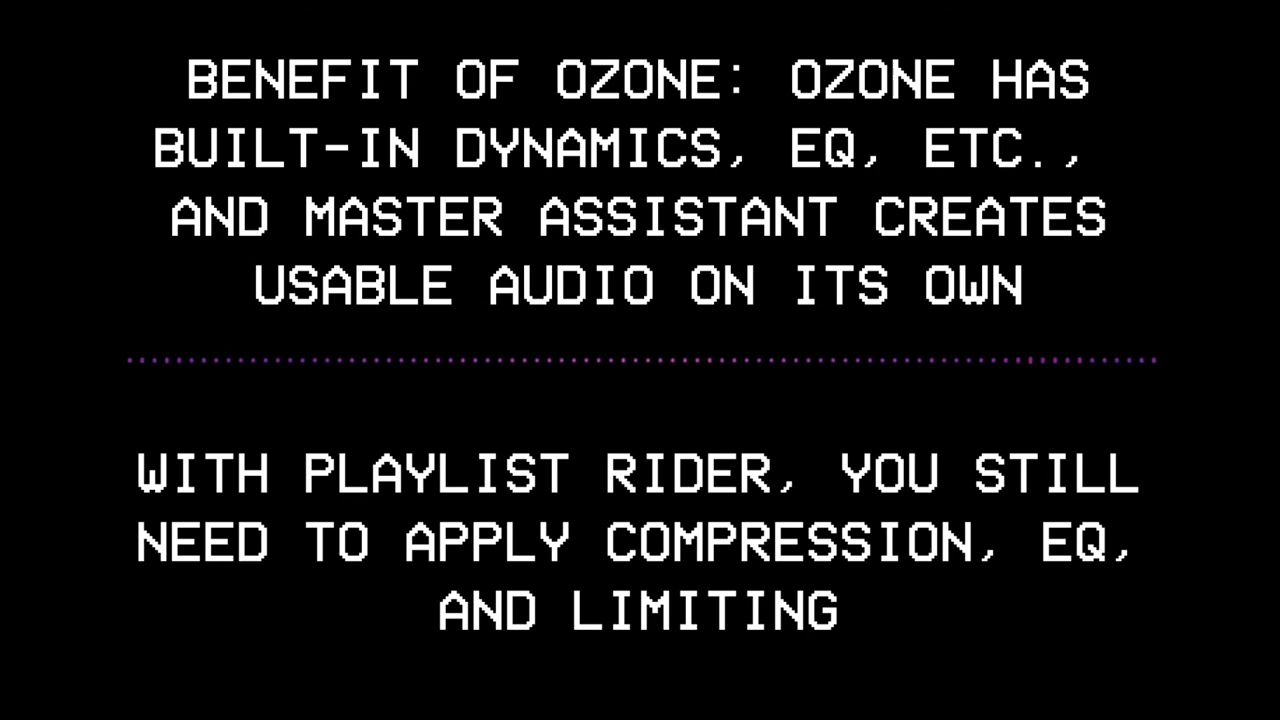 BENEFIT OF OZONE: OZONE HAS
BUILT-IN DYNAMICS, EQ, ETC.,
AND MASTER ASSISTANT CREATES
USABLE AUDIO ON ITS OWN
WITH PLAYLIST RIDER, YOU STILL
NEED TO APPLY COMPRESSION, EQ,
AND LIMITING